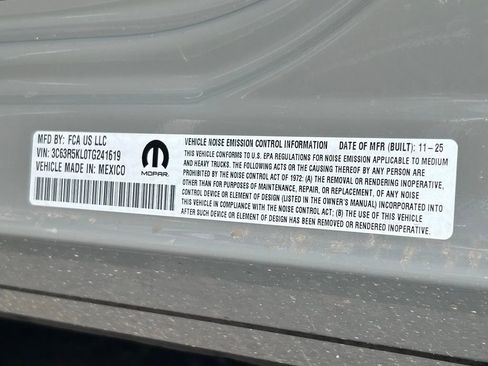 MFD BY: FCA US LLC
VIN: 3C63R5KL0TG241619
VEHICLE MADE IN: MEXICO
MOPAR
VEHICLE NOISE EMISSION CONTROL INFORMATION DATE OF MFR (BUILT): 11-25
THIS VEHICLE CONFORMS TO U.S. EPA REGULATIONS FOR NOISE EMISSION APPLICABLE TO MEDIUM
AND HEAVY TRUCKS. THE FOLLOWING ACTS OR THE CAUSING THEREOF BY ANY PERSON ARE
PROHIBITED BY THE NOISE CONTROL ACT OF 1972: (A) THE REMOVAL OR RENDERING INOPERATIVE,
OTHER THAN FOR PURPOSES OF MAINTENANCE, REPAIR, OR REPLACEMENT, OF ANY NOISE
CONTROL DEVICE OR ELEMENT OF DESIGN (LISTED IN THE OWNER'S MANUAL) INCORPORATED INTO
THIS VEHICLE IN COMPLIANCE WITH THE NOISE CONTROL ACT; (B) THE USE OF THIS VEHICLE
AFTER SUCH DEVICE OR ELEMENT OF DESIGN HAS BEEN REMOVED OR RENDERED INOPERATIVE.